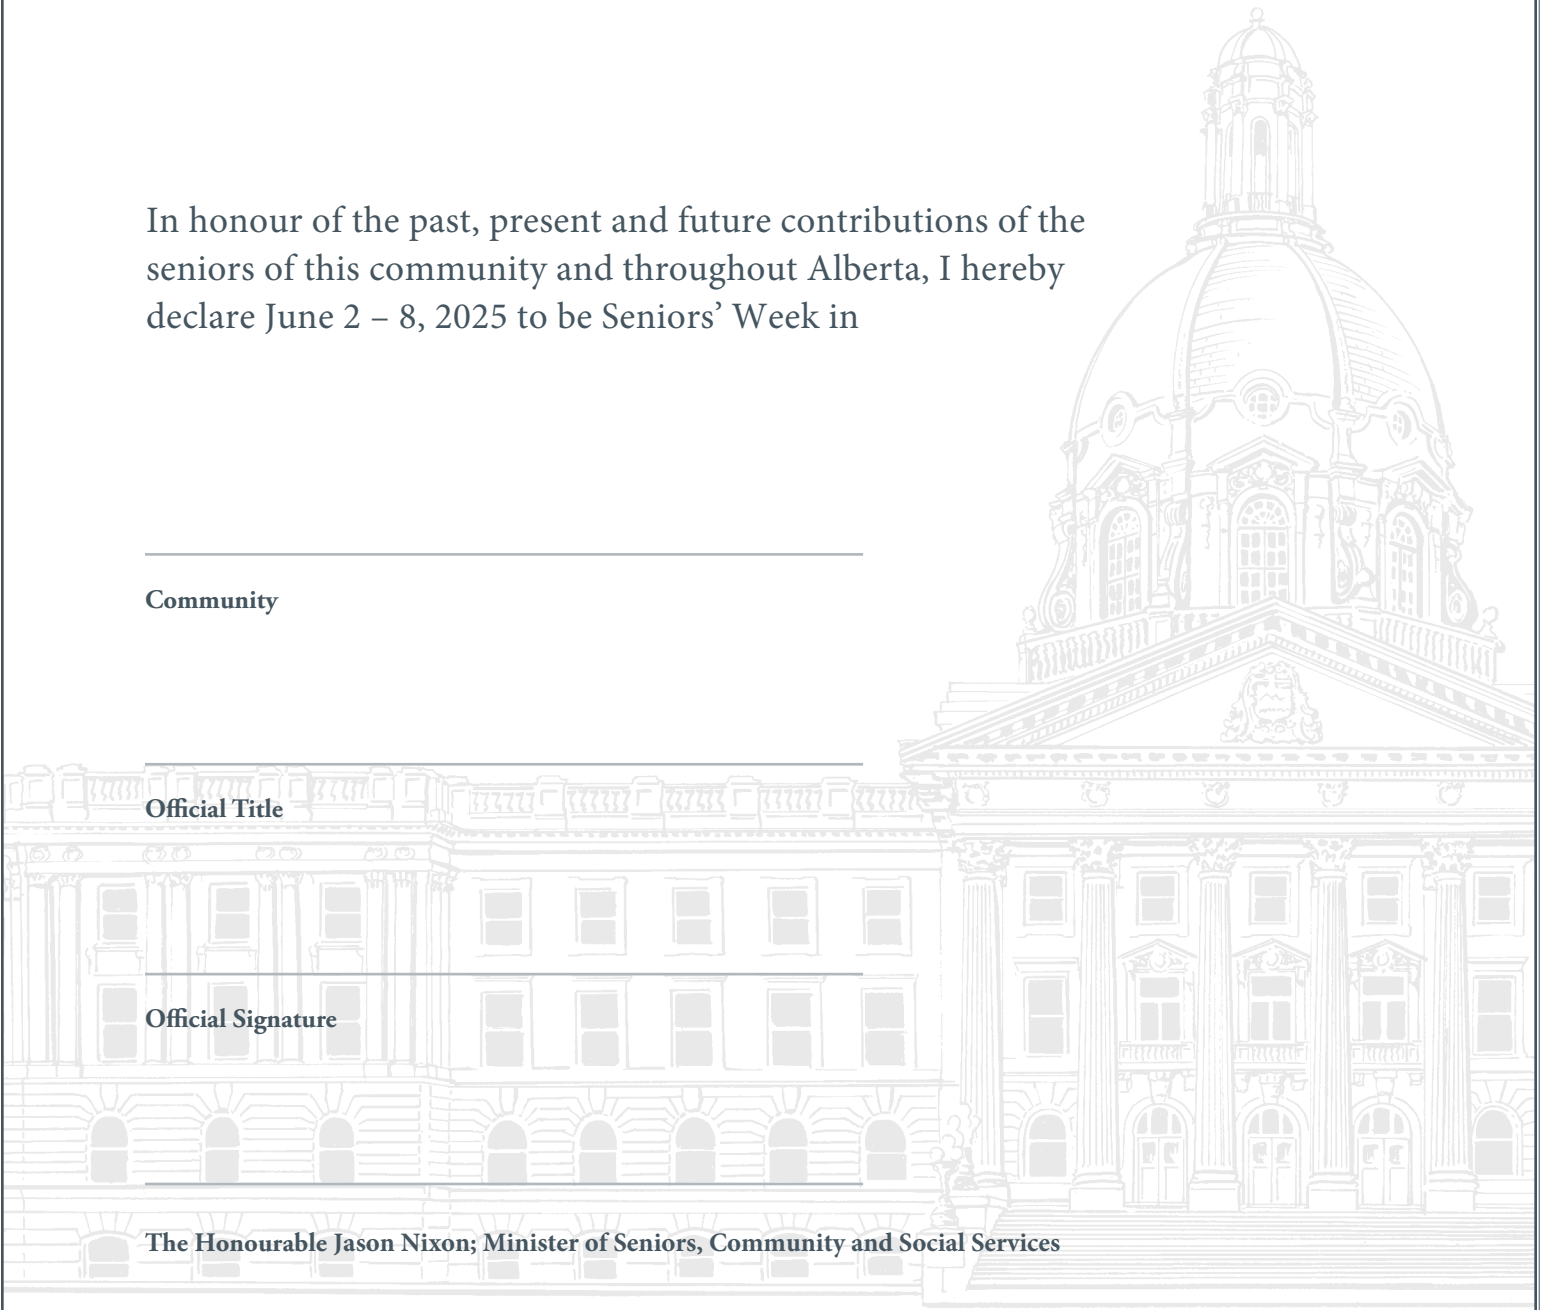 In honour of the past, present and future contributions of the
seniors of this community and throughout Alberta, I hereby
declare June 2 – 8, 2025 to be Seniors’ Week in
Community
Official Title
Official Signature
The Honourable Jason Nixon; Minister of Seniors, Community and Social Services